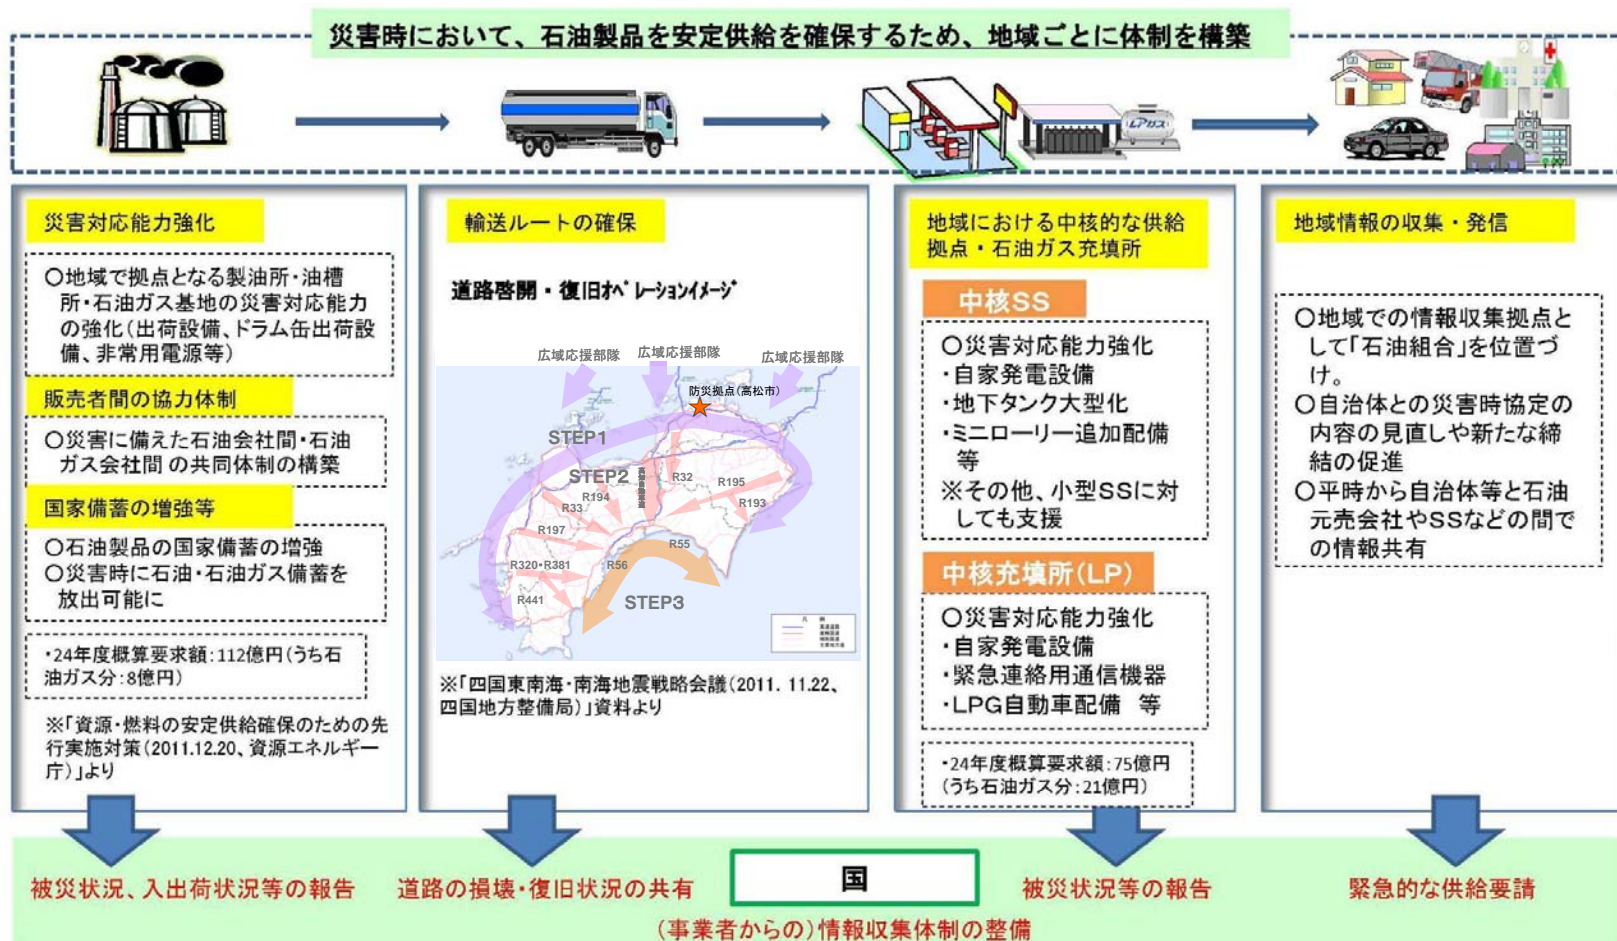 災害時において、石油製品を安定供給を確保するため、地域ごとに体制を構築
LPガス
災害対応能力強化
○地域で拠点となる製油所・油槽
所・石油ガス基地の災害対応能力
の強化(出荷設備、ドラム缶出荷設
備、非常用電源等)
販売者間の協力体制
○災害に備えた石油会社間・石油
ガス会社間の共同体制の構築
国家備蓄の増強等
○石油製品の国家備蓄の増強
○災害時に石油・石油ガス備蓄を
放出可能に
・24年度概算要求額:112億円(うち石
油ガス分:8億円)
※「資源・燃料の安定供給確保のための先
行実施対策(2011.12.20、資源エネルギー
庁)」より
輸送ルートの確保
道路啓開・復旧オペレーションイメージ
広域応援部隊
広域応援部隊
広域応援部隊
防災拠点(高松市)
STEP1
STEP2
R32
R195
R194
R193
R33
R197
R55
R320・R381
R56
R441
STEP3
凡 例
※「四国東南海・南海地震戦略会議(2011. 11.22、
四国地方整備局)」資料より
地域における中核的な供給
拠点・石油ガス充填所
中核SS
○災害対応能力強化
・自家発電設備
・地下タンク大型化
・ミニローリー追加配備
等
※その他、小型SSに対
しても支援
中核充填所(LP)
○災害対応能力強化
・自家発電設備
・緊急連絡用通信機器
・LPG自動車配備 等
・24年度概算要求額:75億円
(うち石油ガス分:21億円)
地域情報の収集・発信
○地域での情報収集拠点と
して「石油組合」を位置づ
け。
○自治体との災害時協定の
内容の見直しや新たな締
結の促進
○平時から自治体等と石油
元売会社やSSなどの間で
の情報共有
被災状況、入出荷状況等の報告
道路の損壊・復旧状況の共有
国
被災状況等の報告
緊急的な供給要請
(事業者からの)情報収集体制の整備